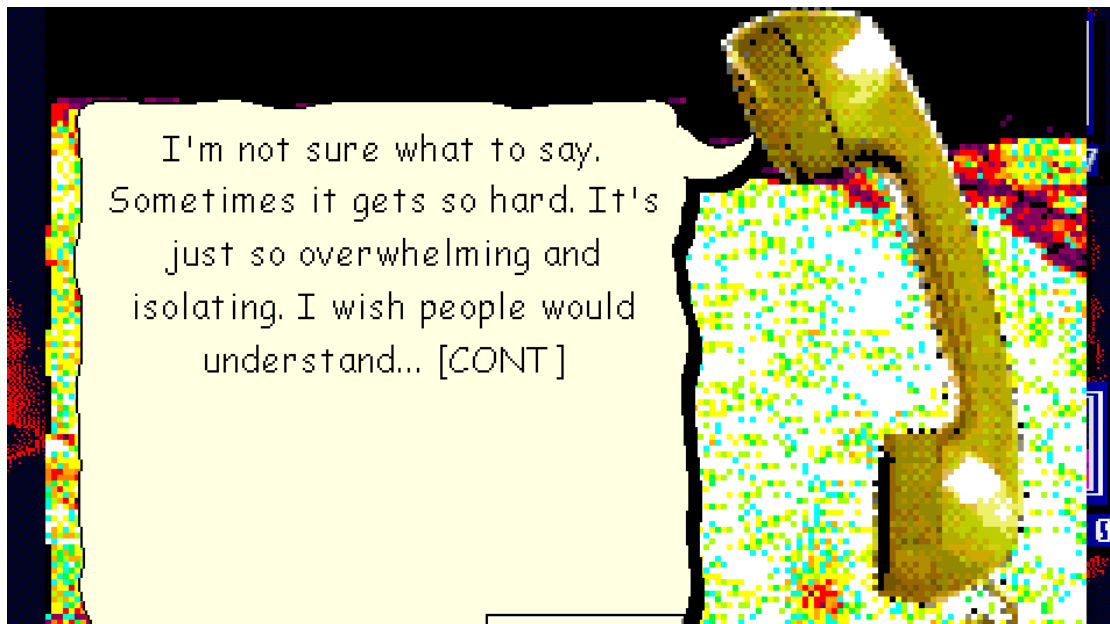 I'm not sure what to say.
Sometimes it gets so hard. It's
just so overwhelming and
isolating. I wish people would
understand... [CONT]